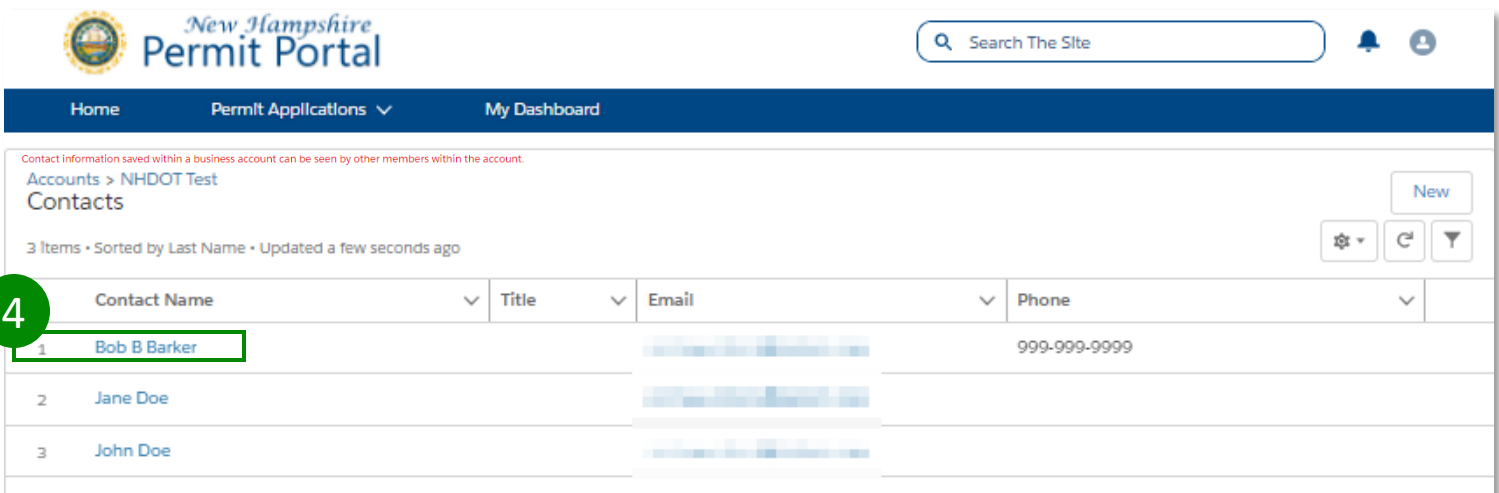 New Hampshire
Permit Portal
Search The Site
Home Permit Applications My Dashboard
Contact information saved within a business account can be seen by other members within the account.
Accounts > NHDOT Test
Contacts
New
3 items • Sorted by Last Name • Updated a few seconds ago
Contact Name Title Email Phone
4
1 Bob B Barker 999-999-9999
2 Jane Doe
3 John Doe